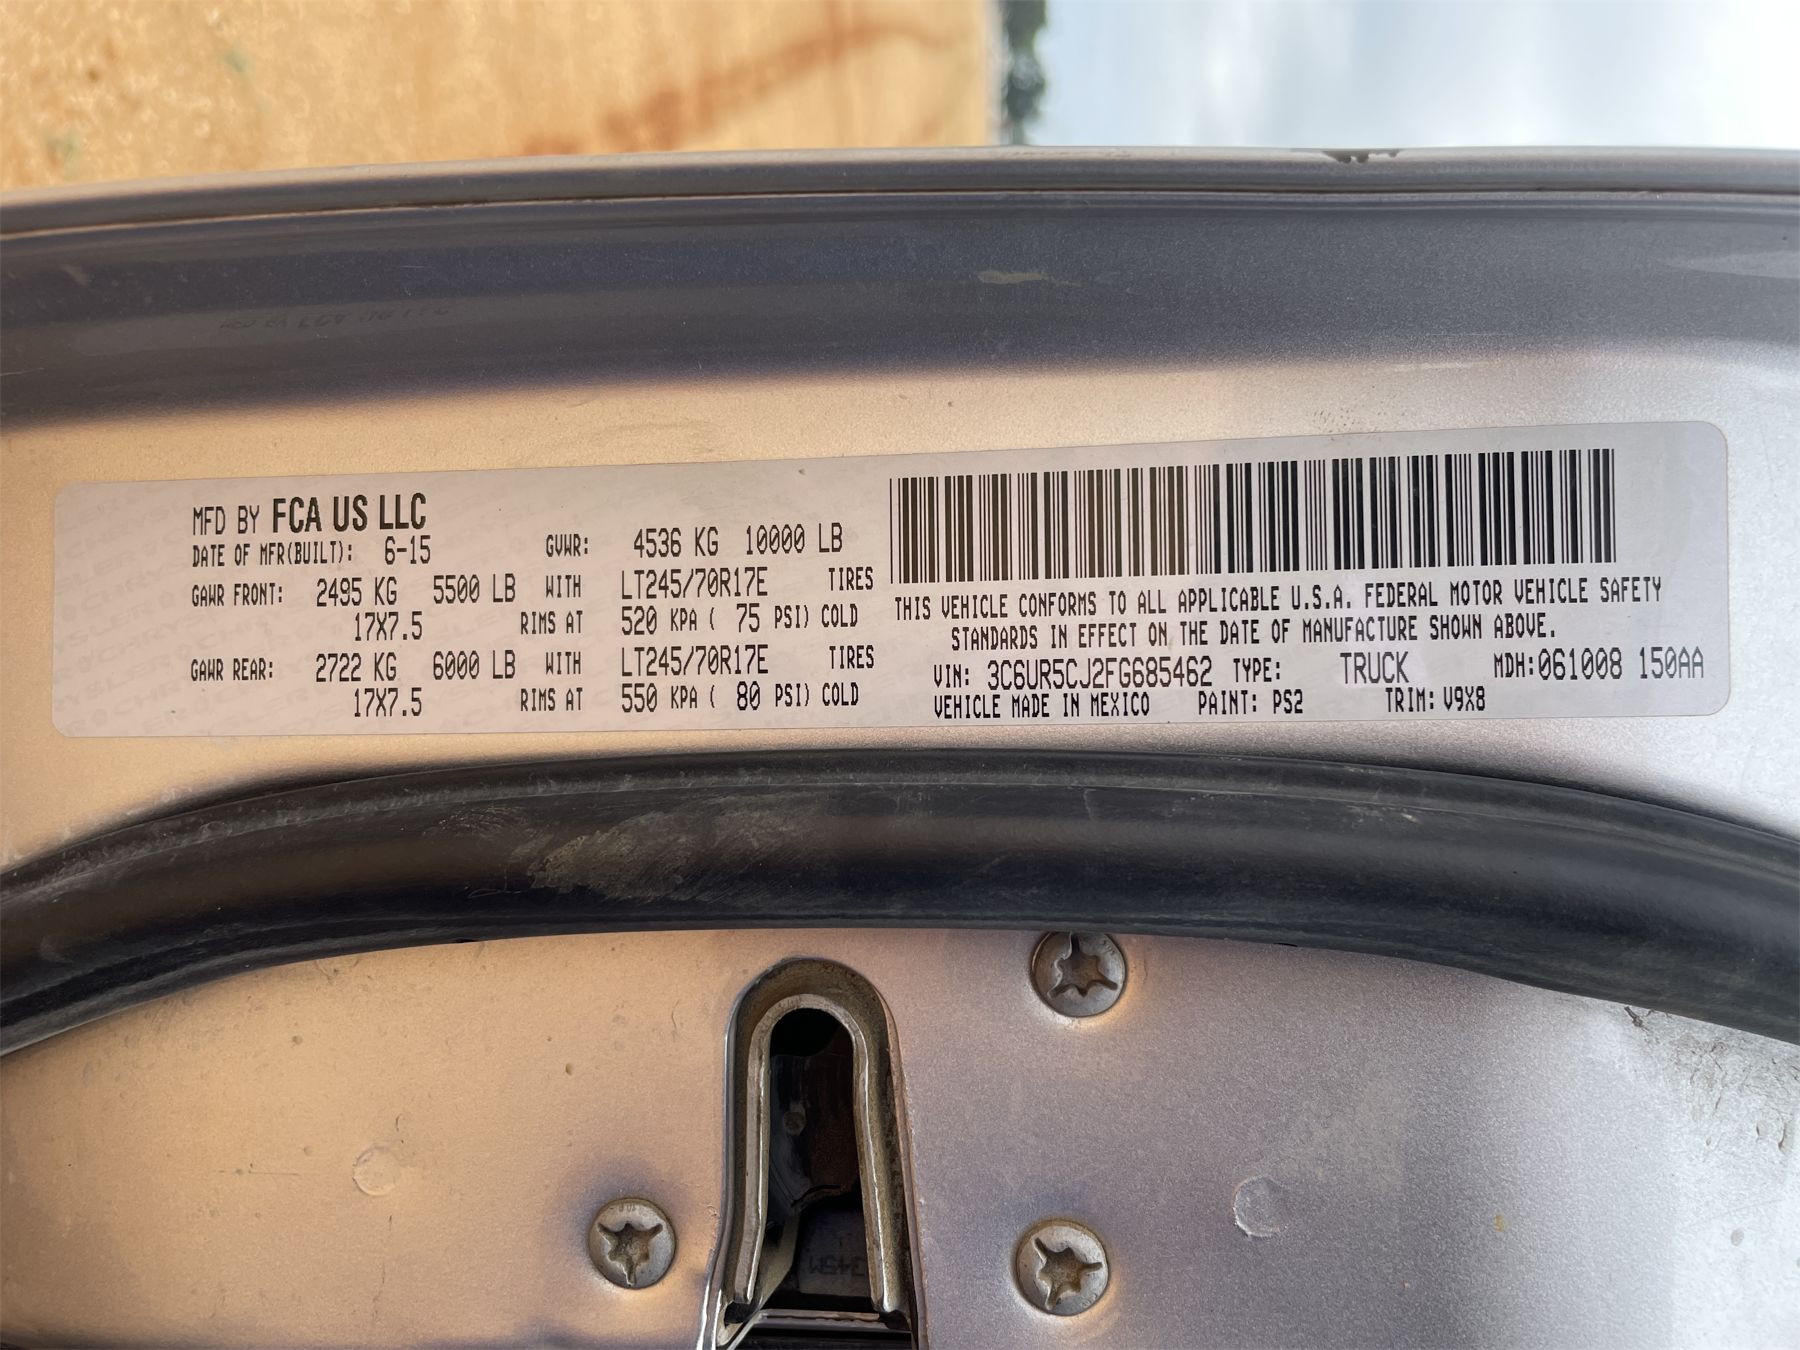 MFD BY FCA US LLC
DATE OF MFR(BUILT): 6-15 GVWR: 4536 KG 10000 LB
GAWR FRONT: 2495 KG 5500 LB WITH LT245/70R17E TIRES
17X7.5 RIMS AT 520 KPA ( 75 PSI) COLD
GAWR REAR: 2722 KG 6000 LB WITH LT245/70R17E TIRES
17X7.5 RIMS AT 550 KPA ( 80 PSI) COLD
THIS VEHICLE CONFORMS TO ALL APPLICABLE U.S.A. FEDERAL MOTOR VEHICLE SAFETY
STANDARDS IN EFFECT ON THE DATE OF MANUFACTURE SHOWN ABOVE.
VIN: 3C6UR5CJ2FG685462 TYPE: TRUCK MDH:061008 150AA
VEHICLE MADE IN MEXICO PAINT: PS2 TRIM: V9X8